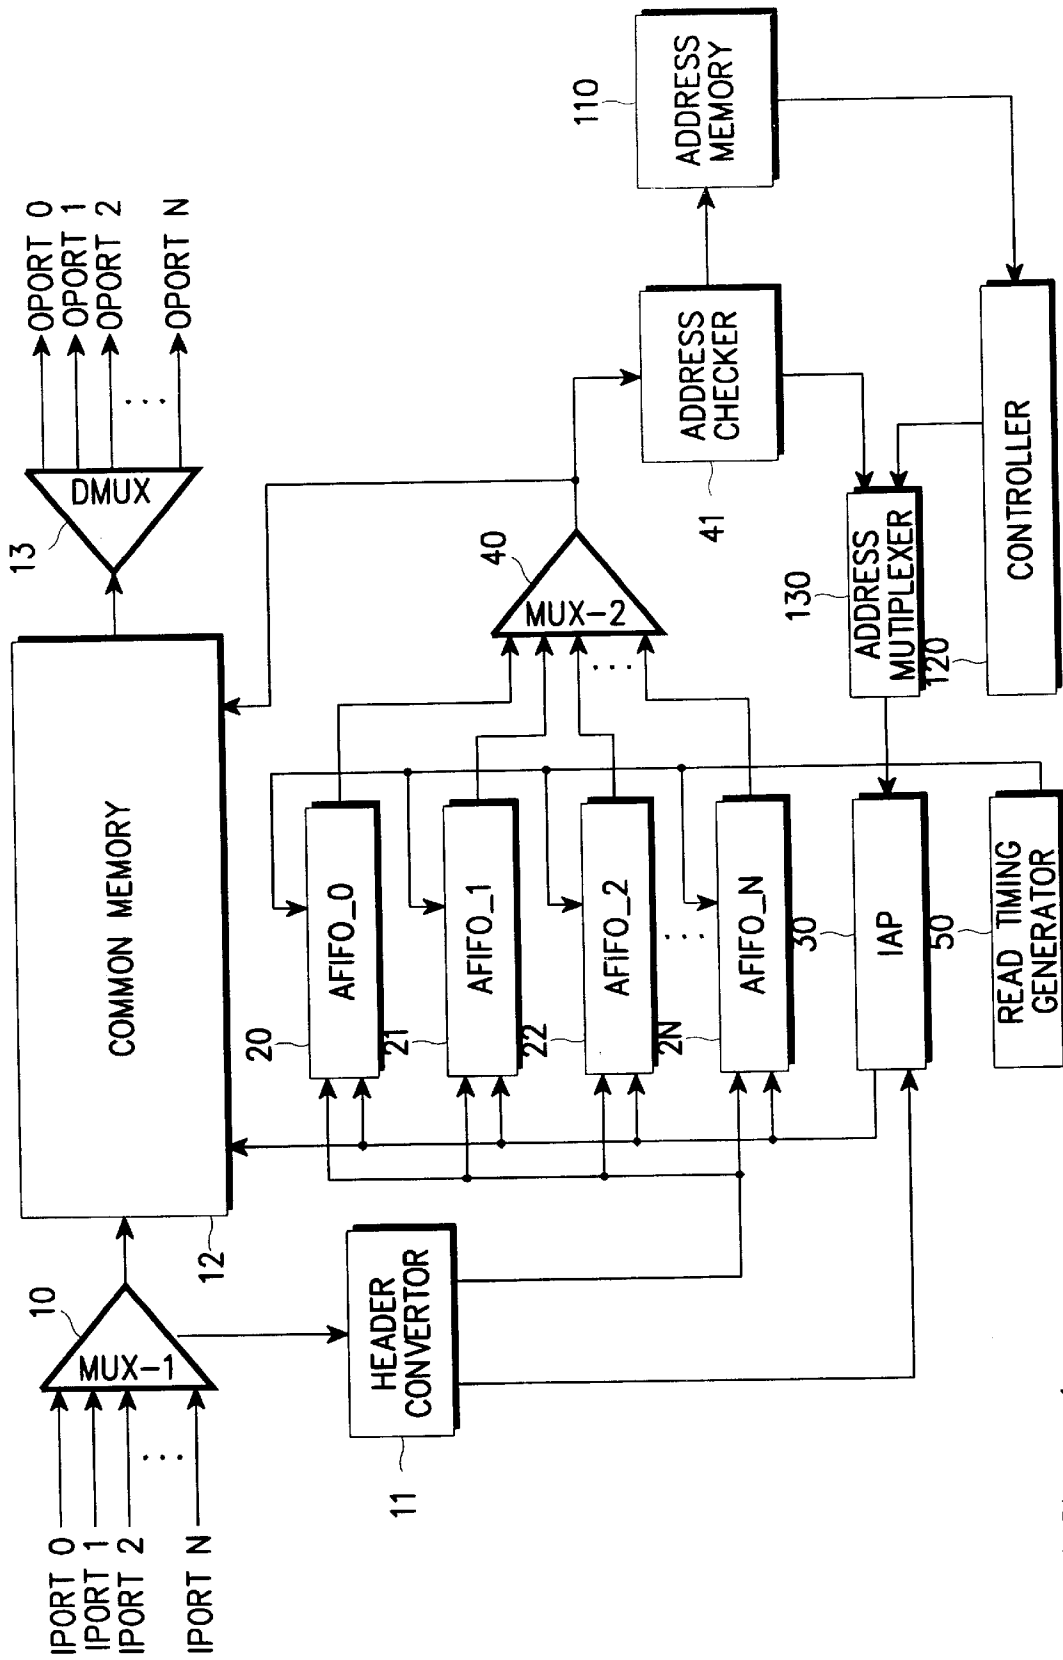 IPORT 0
IPORT 1
IPORT 2
...
IPORT N
10
MUX-1
12
COMMON MEMORY
13
DMUX
OPORT 0
OPORT 1
OPORT 2
...
OPORT N
11
HEADER
CONVERTOR
20
AFIFO_0
21
AFIFO_1
22
AFIFO_2
...
2N
AFIFO_N
40
MUX-2
...
41
ADDRESS
CHECKER
110
ADDRESS
MEMORY
30
IAP
130
ADDRESS
MUTIPLEXER
50
READ TIMING
GENERATOR
120
CONTROLLER